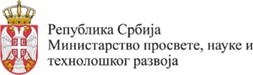 Република Србија
Министарство просвете, науке и
технолошког развоја